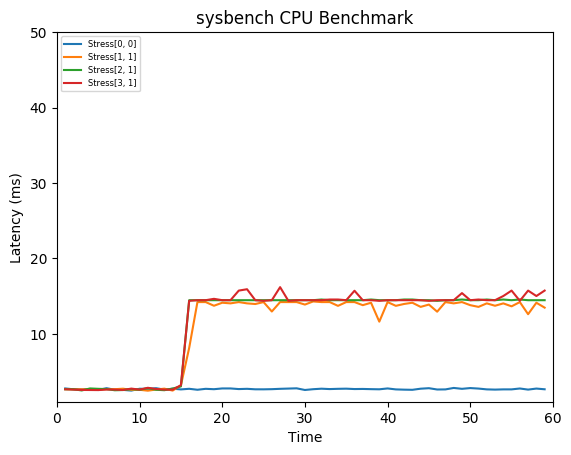 sysbench CPU Benchmark
50
40
30
20
10
Latency (ms)
Stress[0, 0]
Stress[1, 1]
Stress[2, 1]
Stress[3, 1]
0 10 20 30 40 50 60
Time